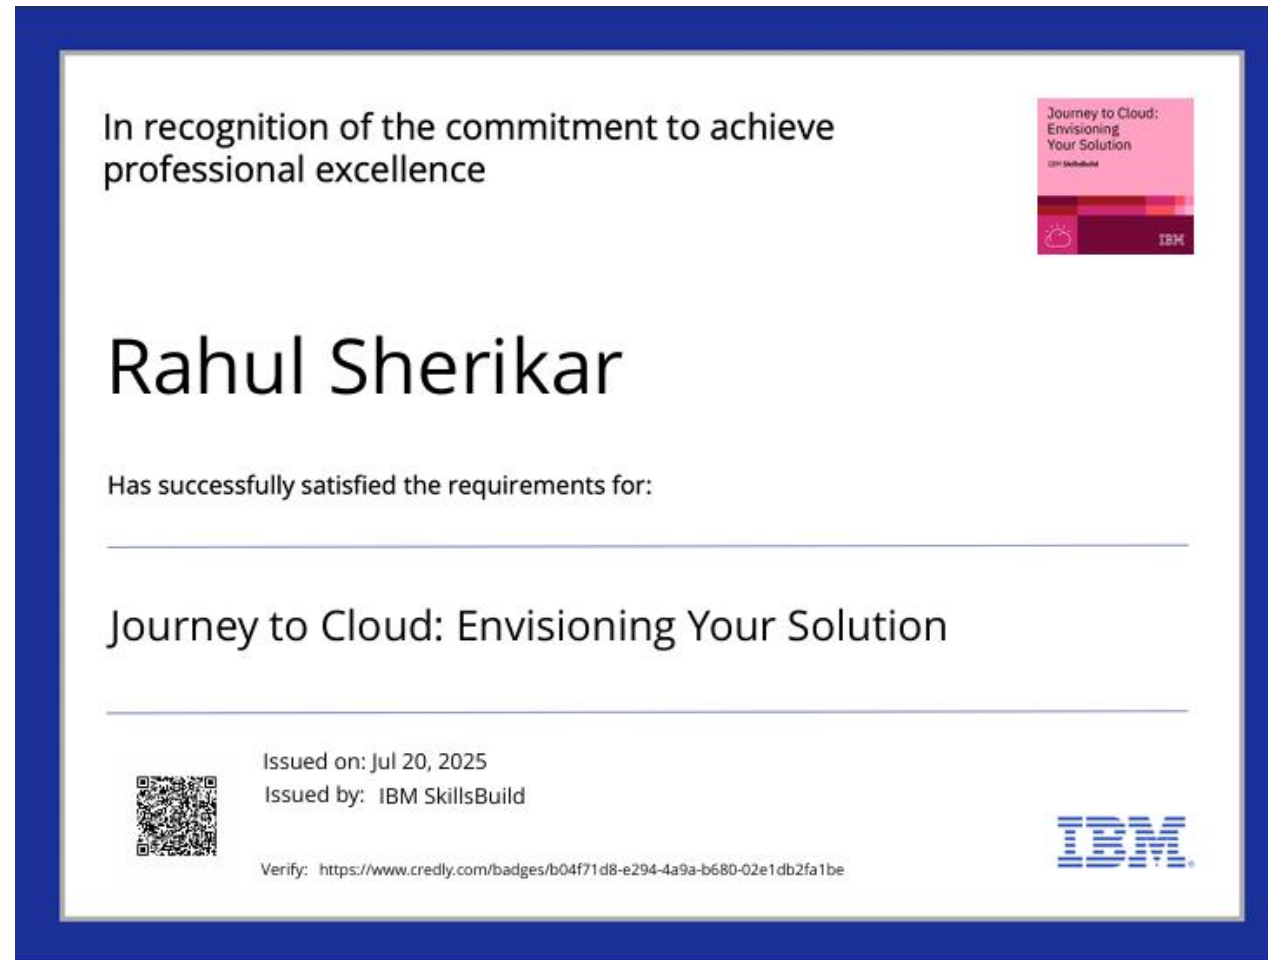 In recognition of the commitment to achieve
professional excellence
Journey to Cloud:
Envisioning
Your Solution
IBM SkillsBuild
IBM
Rahul Sherikar
Has successfully satisfied the requirements for:
Journey to Cloud: Envisioning Your Solution
Issued on: Jul 20, 2025
Issued by: IBM SkillsBuild
Verify: https://www.credly.com/badges/b04f71d8-e294-4a9a-b680-02e1db2fa1be
IBM®